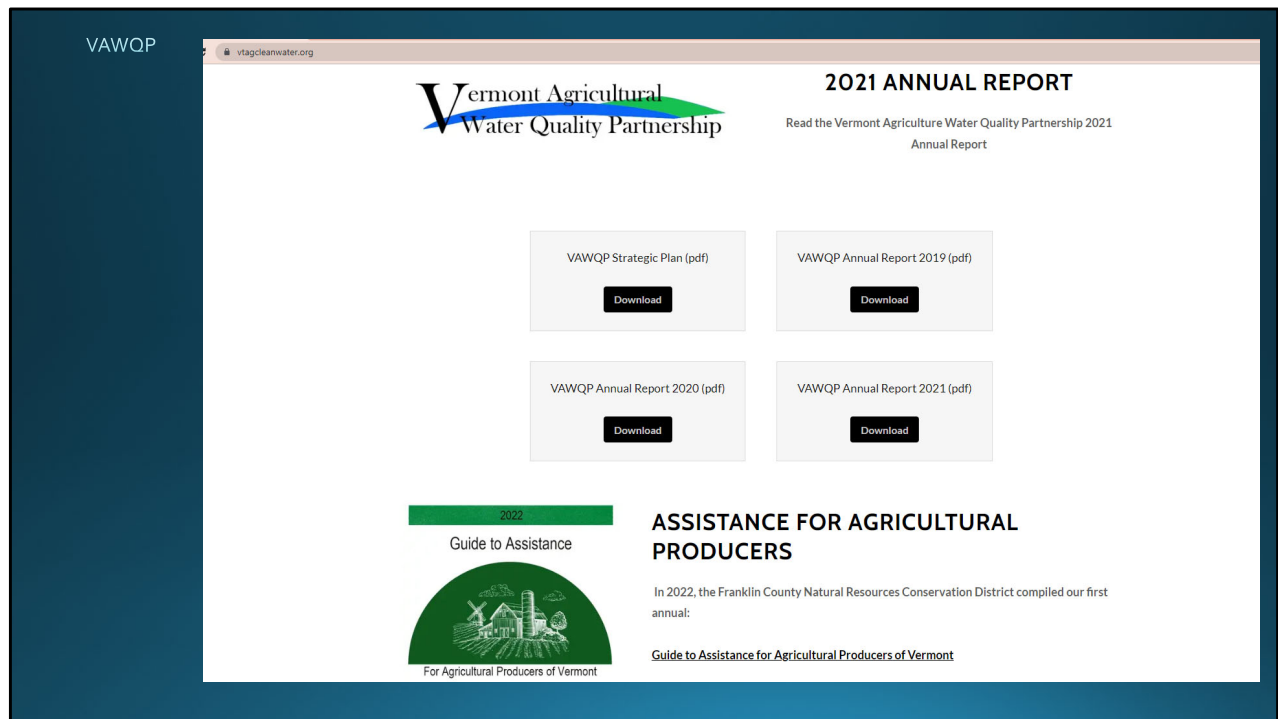 VAWQP
vtagcleanwater.org
Vermont Agricultural
Water Quality Partnership
2021 ANNUAL REPORT
Read the Vermont Agriculture Water Quality Partnership 2021
Annual Report
VAWQP Strategic Plan (pdf)
Download
VAWQP Annual Report 2019 (pdf)
Download
VAWQP Annual Report 2020 (pdf)
Download
VAWQP Annual Report 2021 (pdf)
Download
2022
Guide to Assistance
For Agricultural Producers of Vermont
ASSISTANCE FOR AGRICULTURAL
PRODUCERS
In 2022, the Franklin County Natural Resources Conservation District compiled our first
annual:
Guide to Assistance for Agricultural Producers of Vermont